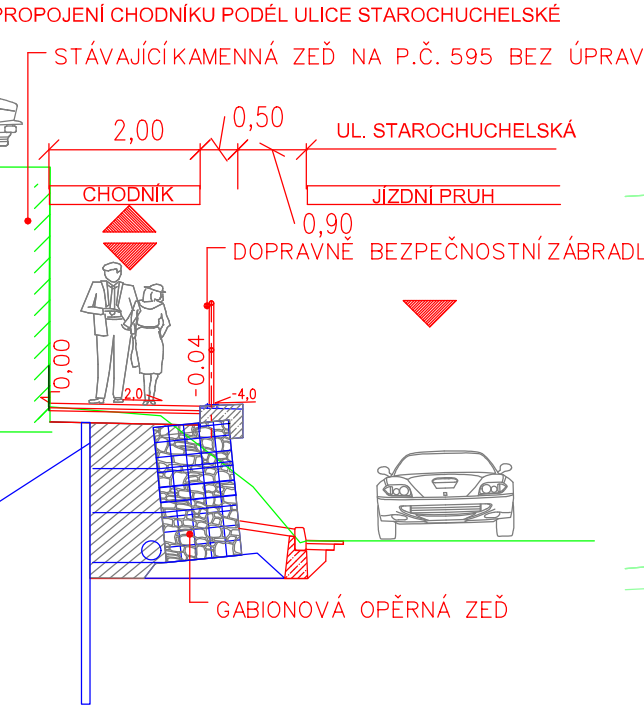 PROPOJENÍ CHODNÍKU PODÉL ULICE STAROCHUCHELSKÉ
STÁVAJÍCÍ KAMENNÁ ZEĎ NA P.Č. 595 BEZ ÚPRAV
2,00
0,50
UL. STAROCHUCHELSKÁ
CHODNÍK
JÍZDNÍ PRUH
0,90
DOPRAVNĚ BEZPEČNOSTNÍ ZÁBRADL
0,00
-0.04
2.0
-4,0
GABIONOVÁ OPĚRNÁ ZEĎ